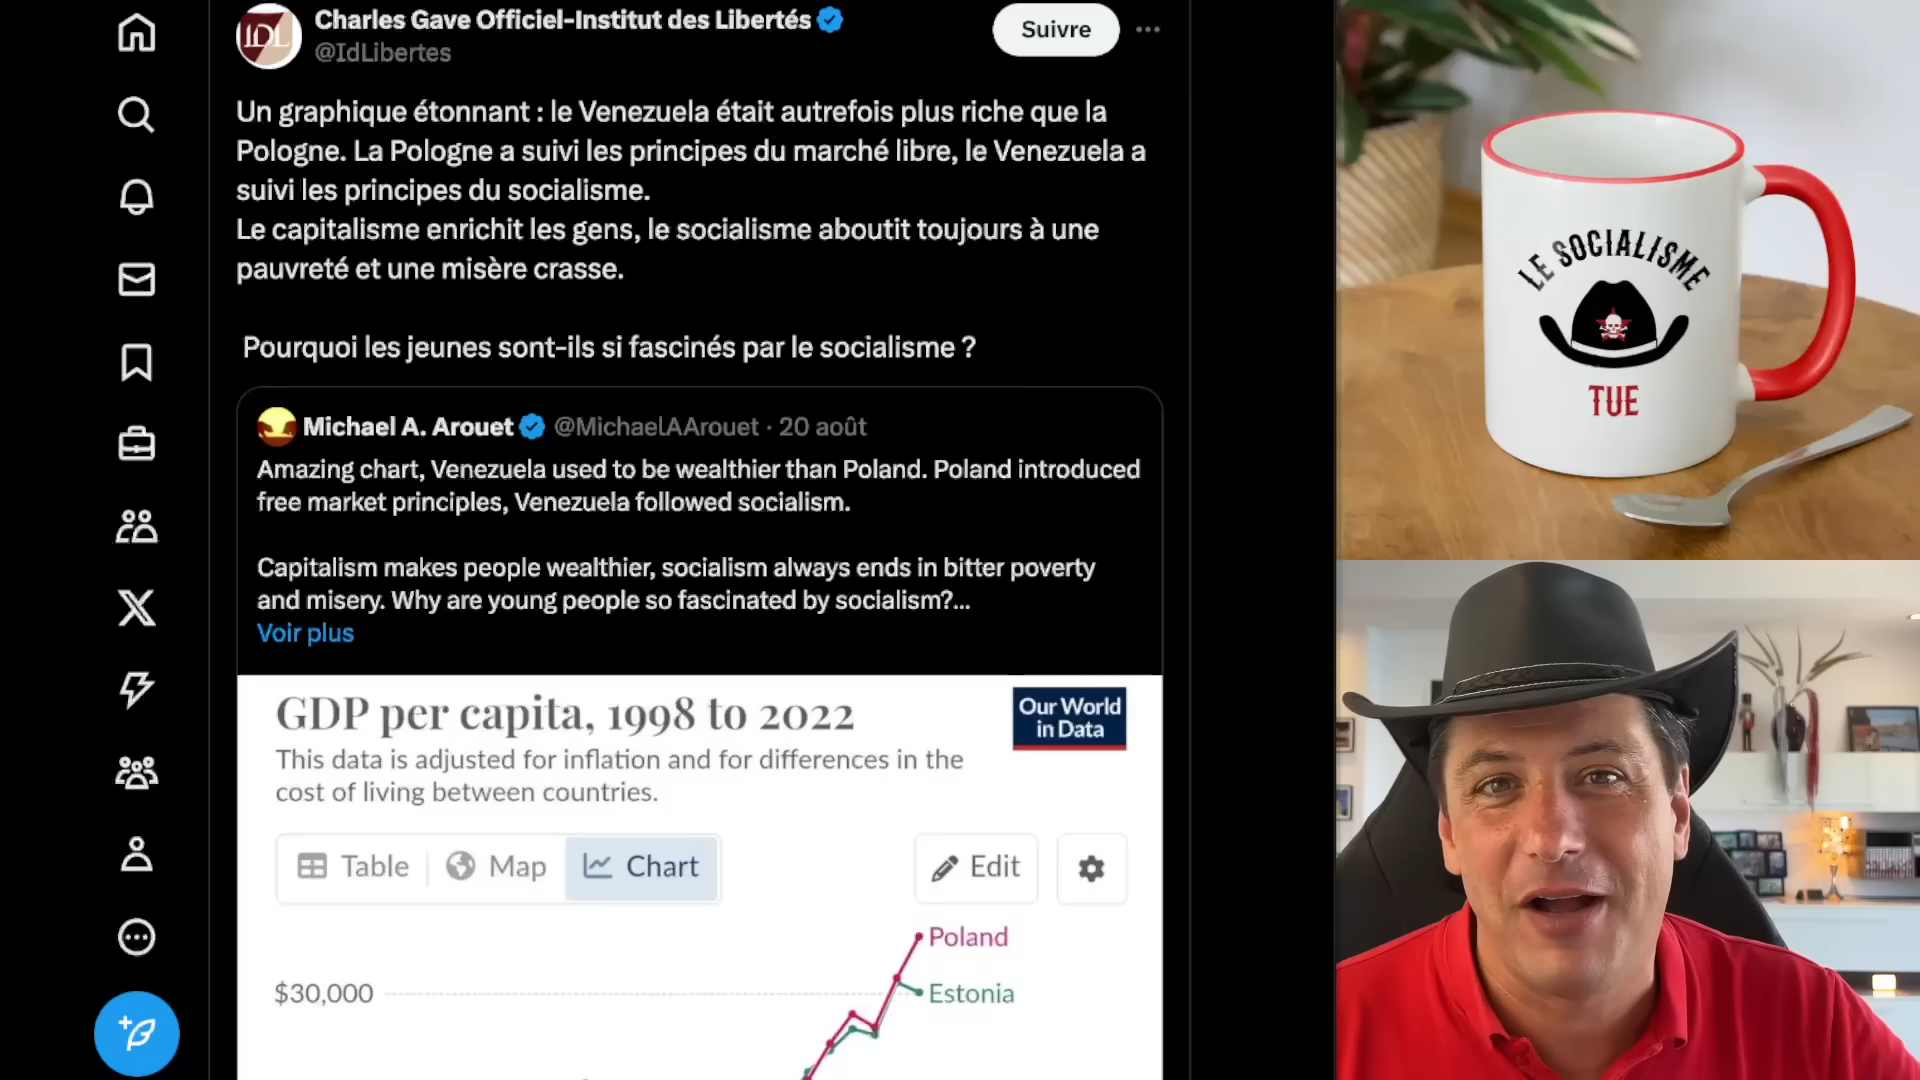 IDL
Charles Gave Officiel-Institut des Libertés
@IdLibertes
Suivre
Un graphique étonnant : le Venezuela était autrefois plus riche que la
Pologne. La Pologne a suivi les principes du marché libre, le Venezuela a
suivi les principes du socialisme.
Le capitalisme enrichit les gens, le socialisme aboutit toujours à une
pauvreté et une misère crasse.
Pourquoi les jeunes sont-ils si fascinés par le socialisme ?
Michael A. Arouet @MichaelAArouet · 20 août
Amazing chart, Venezuela used to be wealthier than Poland. Poland introduced
free market principles, Venezuela followed socialism.
Capitalism makes people wealthier, socialism always ends in bitter poverty
and misery. Why are young people so fascinated by socialism?...
Voir plus
GDP per capita, 1998 to 2022
Our World
in Data
This data is adjusted for inflation and for differences in the
cost of living between countries.
Table
Map
Chart
Edit
Poland
$30,000
Estonia
LE SOCIALISME
TUE